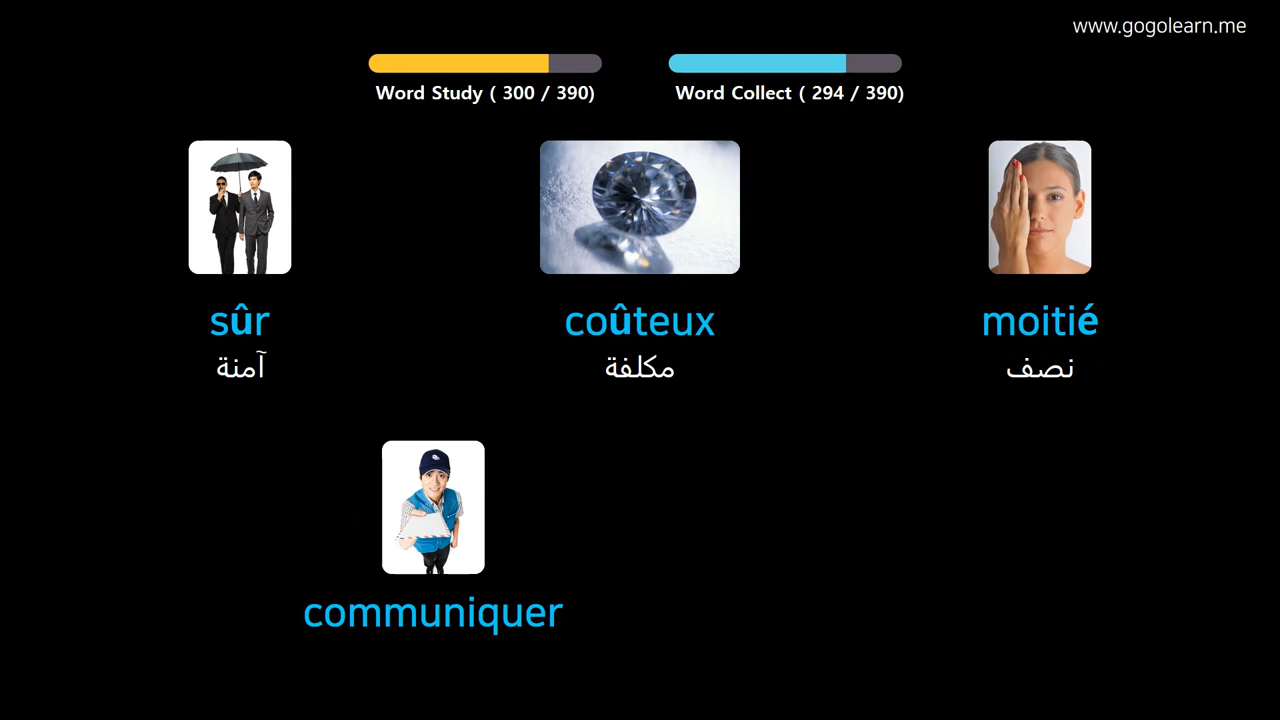 www.gogolearn.me
Word Study ( 300 / 390)
Word Collect ( 294 / 390)
sûr
coûteux
moitié
آمنة
مكلفة
نصف
communiquer